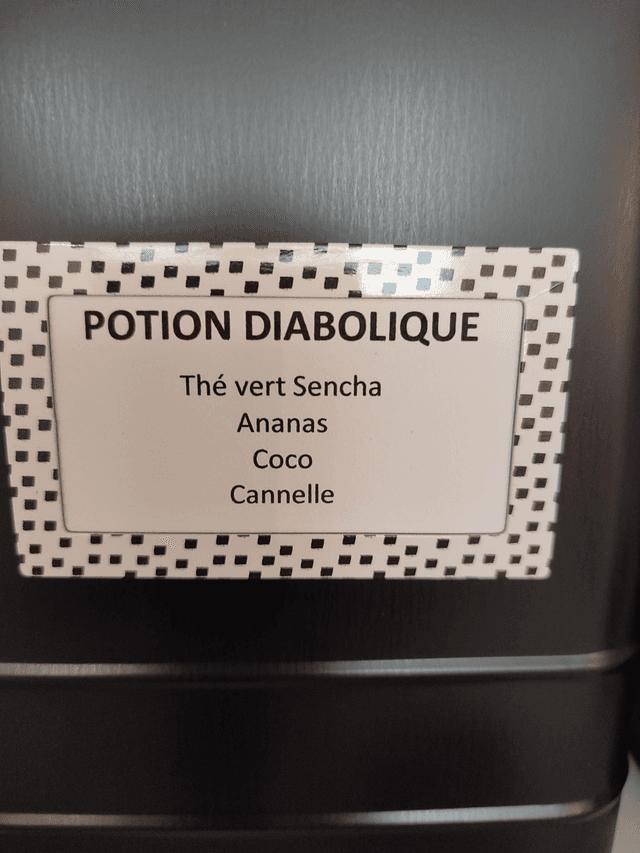 POTION DIABOLIQUE
Thé vert Sencha
Ananas
Coco
Cannelle